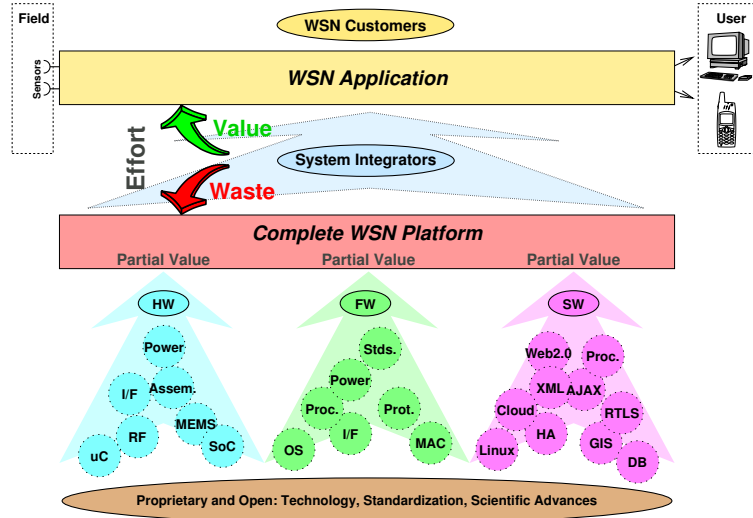 Field
WSN Customers
User
Sensors
WSN Application
Effort
Value
System Integrators
Waste
Complete WSN Platform
Partial Value
Partial Value
Partial Value
HW
FW
SW
Power
Stds.
Web2.0
Proc.
I/F
Assem.
Power
XML
AJAX
MEMS
Proc.
Prot.
Cloud
RTLS
RF
SoC
I/F
MAC
HA
GIS
uC
OS
Linux
DB
Proprietary and Open: Technology, Standardization, Scientific Advances